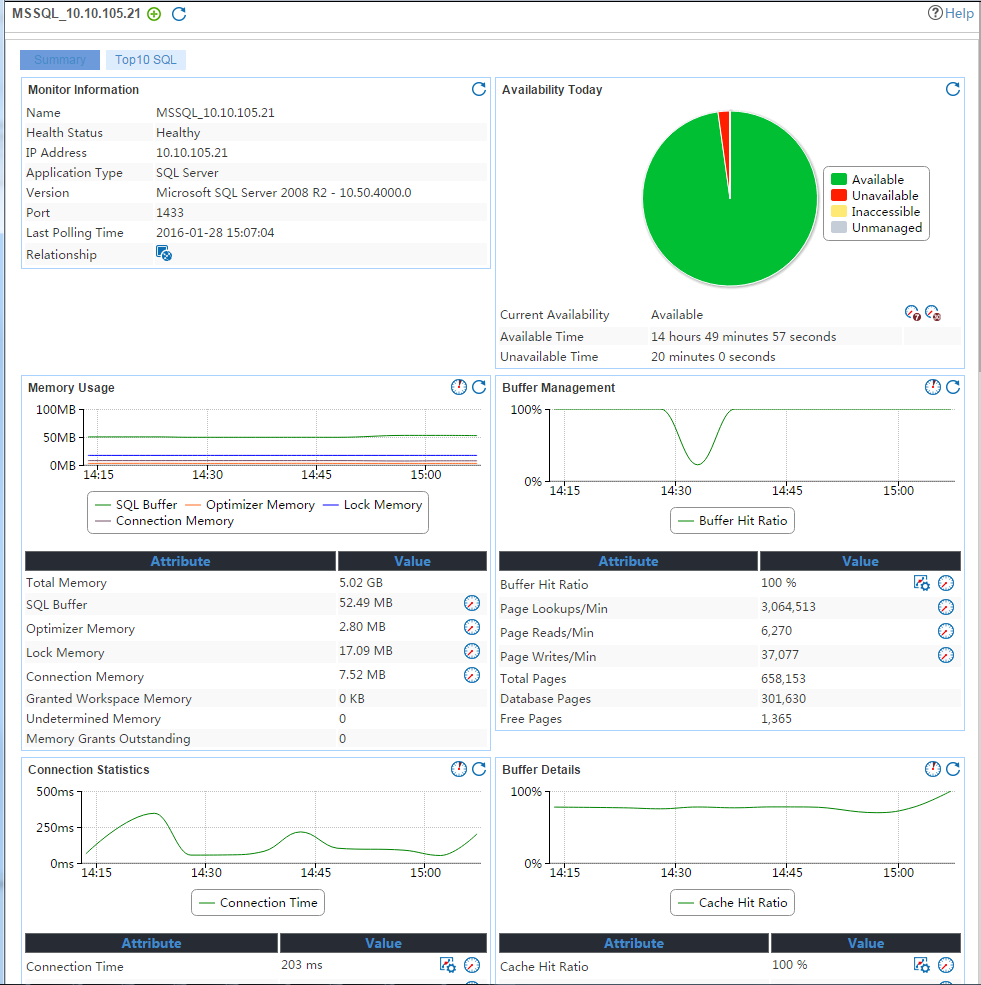 MSSQL_10.10.105.21
Help
Summary
Top10 SQL
Monitor Information
Name MSSQL_10.10.105.21
Health Status Healthy
IP Address 10.10.105.21
Application Type SQL Server
Version Microsoft SQL Server 2008 R2 - 10.50.4000.0
Port 1433
Last Polling Time 2016-01-28 15:07:04
Relationship
Availability Today
Available
Unavailable
Inaccessible
Unmanaged
Current Availability Available
Available Time 14 hours 49 minutes 57 seconds
Unavailable Time 20 minutes 0 seconds
Memory Usage
100MB
50MB
0MB
14:15 14:30 14:45 15:00
SQL Buffer Optimizer Memory Lock Memory
Connection Memory
Attribute Value
Total Memory 5.02 GB
SQL Buffer 52.49 MB
Optimizer Memory 2.80 MB
Lock Memory 17.09 MB
Connection Memory 7.52 MB
Granted Workspace Memory 0 KB
Undetermined Memory 0
Memory Grants Outstanding 0
Buffer Management
100%
0%
14:15 14:30 14:45 15:00
Buffer Hit Ratio
Attribute Value
Buffer Hit Ratio 100 %
Page Lookups/Min 3,064,513
Page Reads/Min 6,270
Page Writes/Min 37,077
Total Pages 658,153
Database Pages 301,630
Free Pages 1,365
Connection Statistics
500ms
250ms
0ms
14:15 14:30 14:45 15:00
Connection Time
Attribute Value
Connection Time 203 ms
Buffer Details
100%
0%
14:15 14:30 14:45 15:00
Cache Hit Ratio
Attribute Value
Cache Hit Ratio 100 %